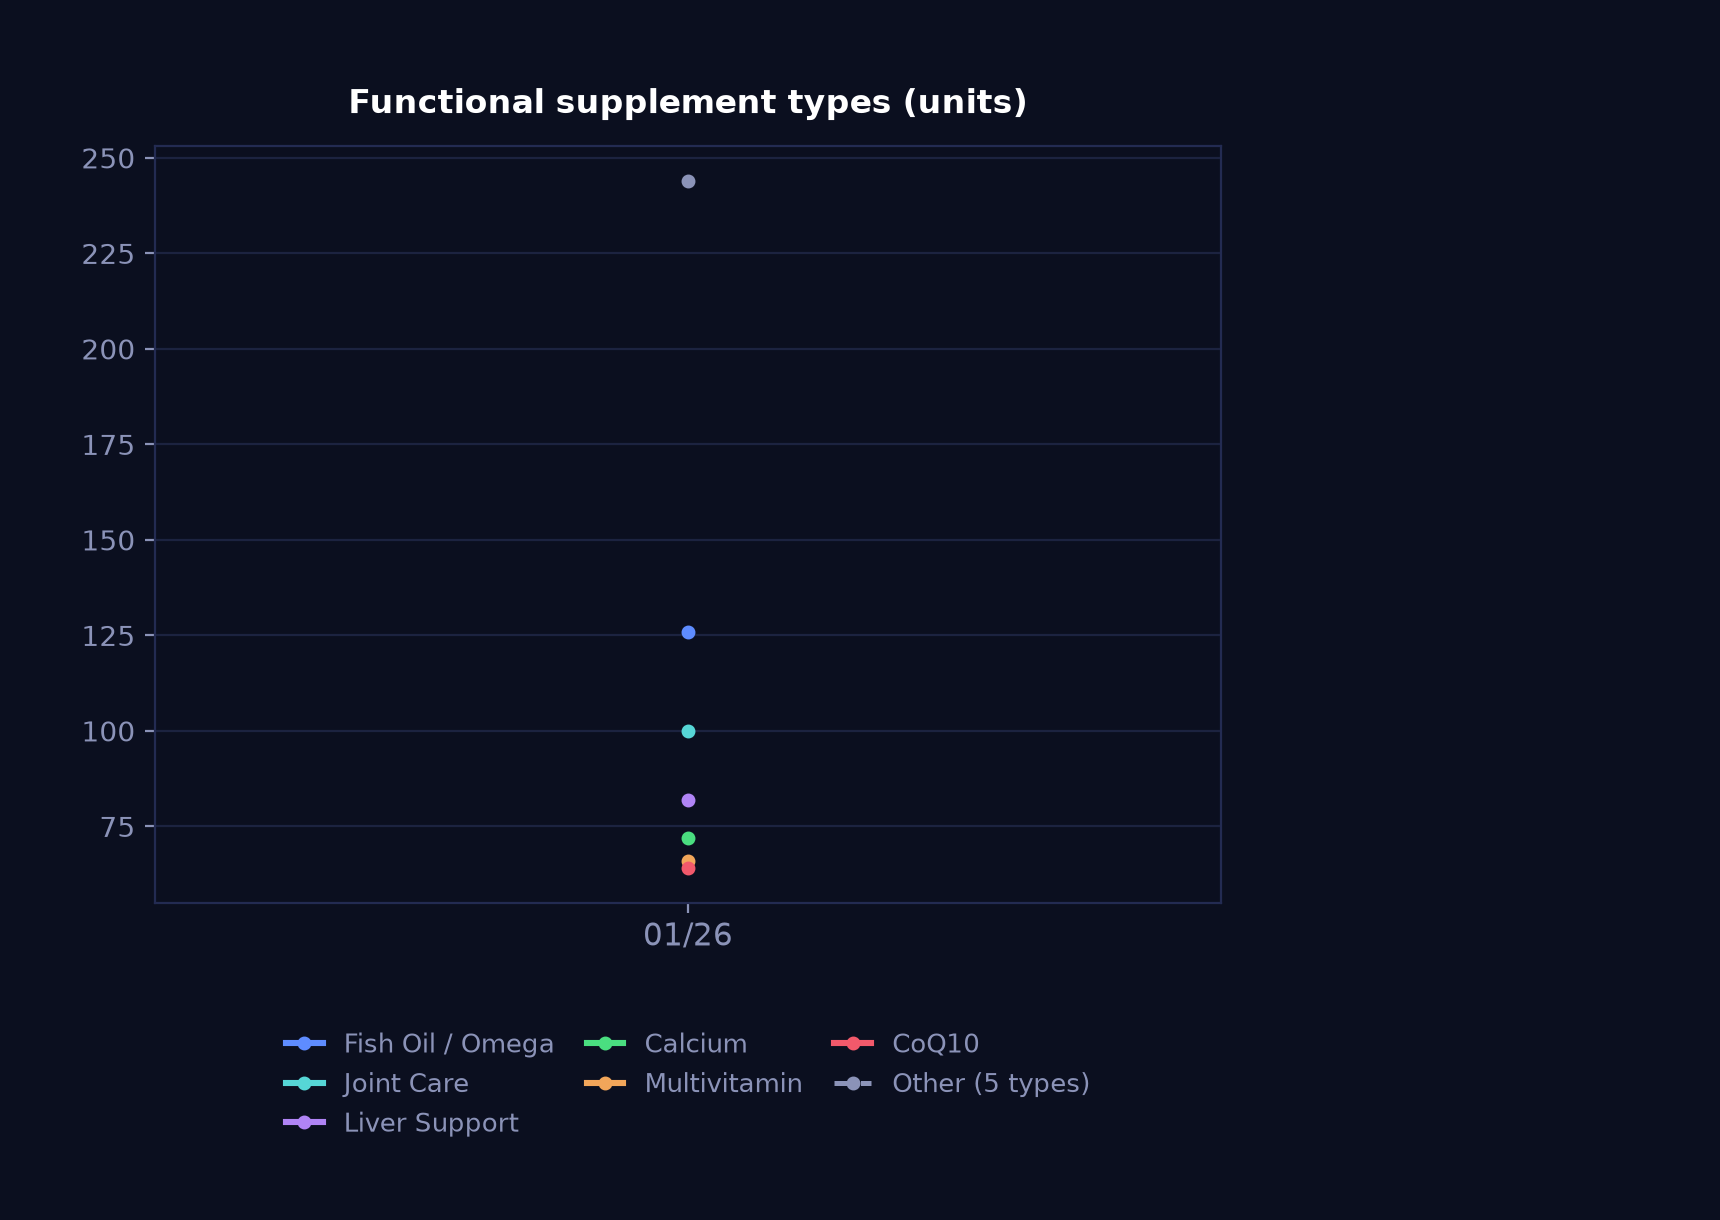 Functional supplement types (units)
250
225
200
175
150
125
100
75
01/26
Fish Oil / Omega
Joint Care
Liver Support
Calcium
Multivitamin
CoQ10
Other (5 types)